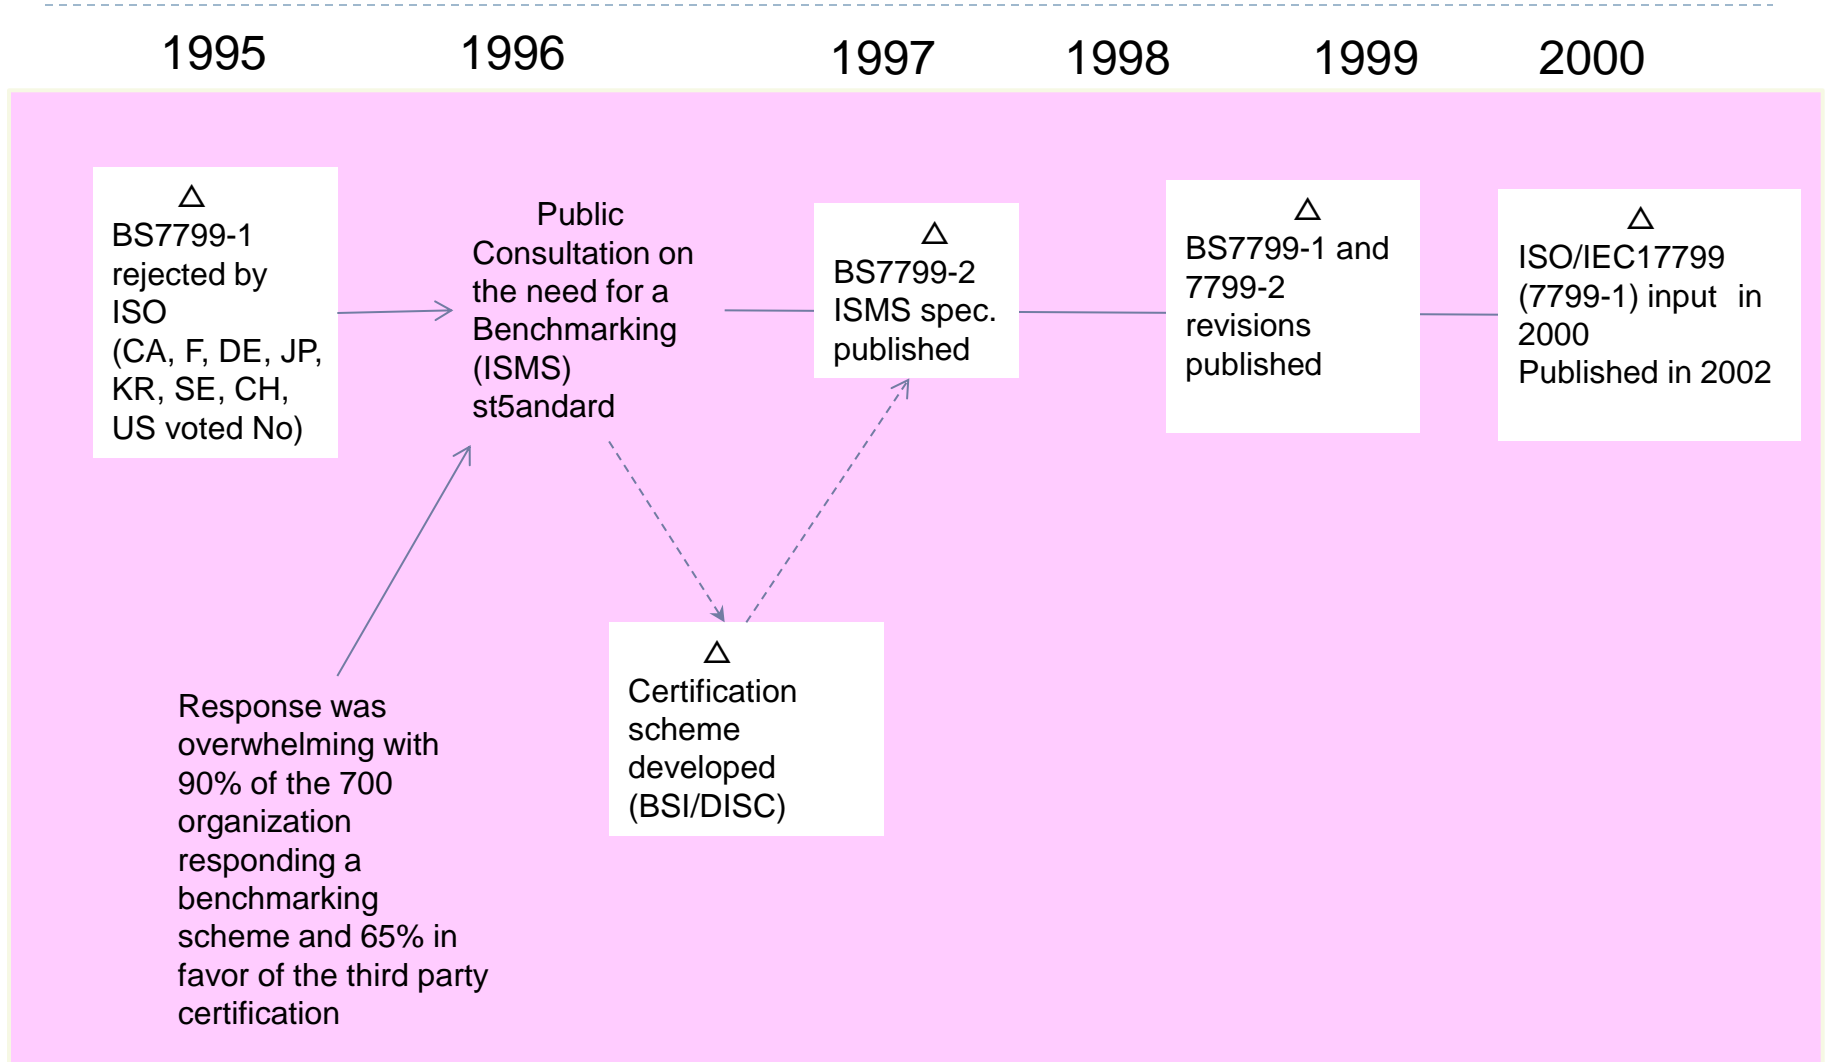 1995 1996 1997 1998 1999 2000
△
BS7799-1
rejected by
ISO
(CA, F, DE, JP,
KR, SE, CH,
US voted No)
Public
Consultation on
the need for a
Benchmarking
(ISMS)
st5andard
△
BS7799-2
ISMS spec.
published
△
BS7799-1 and
7799-2
revisions
published
△
ISO/IEC17799
(7799-1) input in
2000
Published in 2002
Response was
overwhelming with
90% of the 700
organization
responding a
benchmarking
scheme and 65% in
favor of the third party
certification
△
Certification
scheme
developed
(BSI/DISC)